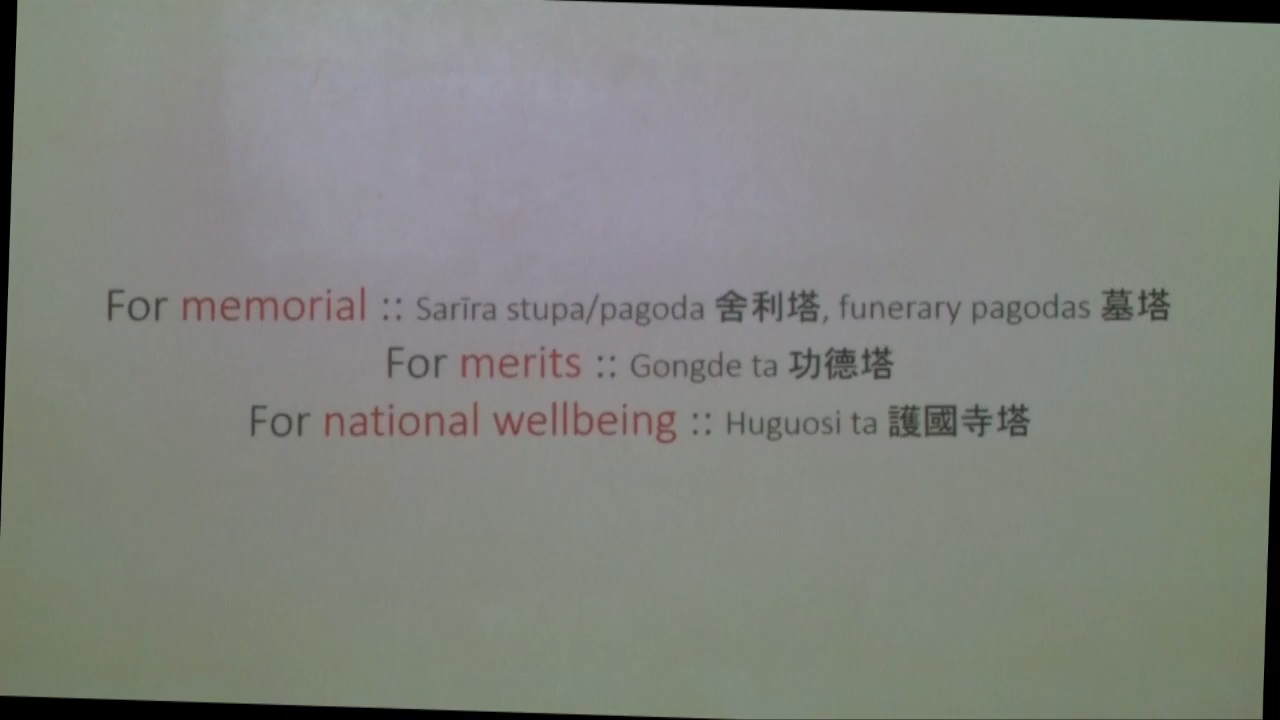 For memorial :: Sarīra stupa/pagoda 舍利塔, funerary pagodas 墓塔
For merits :: Gongde ta 功德塔
For national wellbeing :: Huguosi ta 護國寺塔